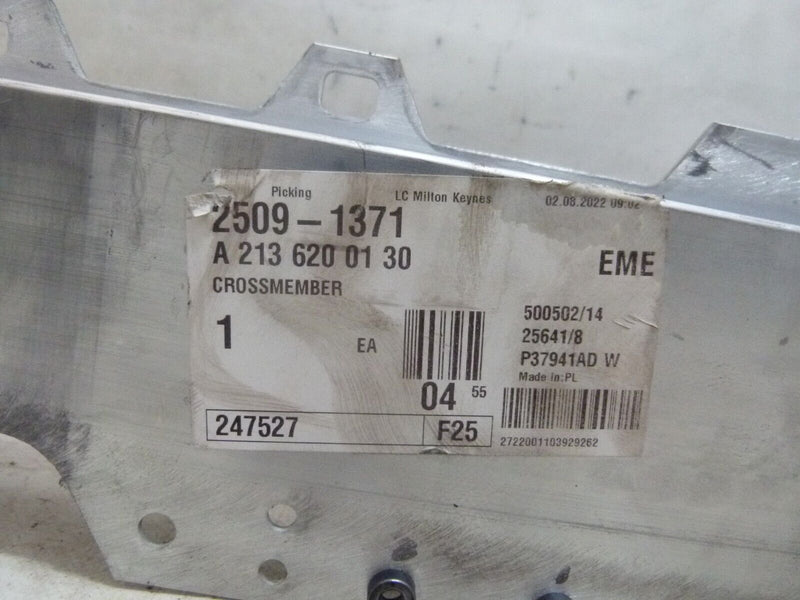 Picking LC Milton Keynes 02.08.2022 09:02
2509-1371
A 213 620 01 30 EME
CROSSMEMBER
500502/14
1 EA 25641/8
P37941AD W
Made in:PL
04 55
247527 F25
2722001103929262